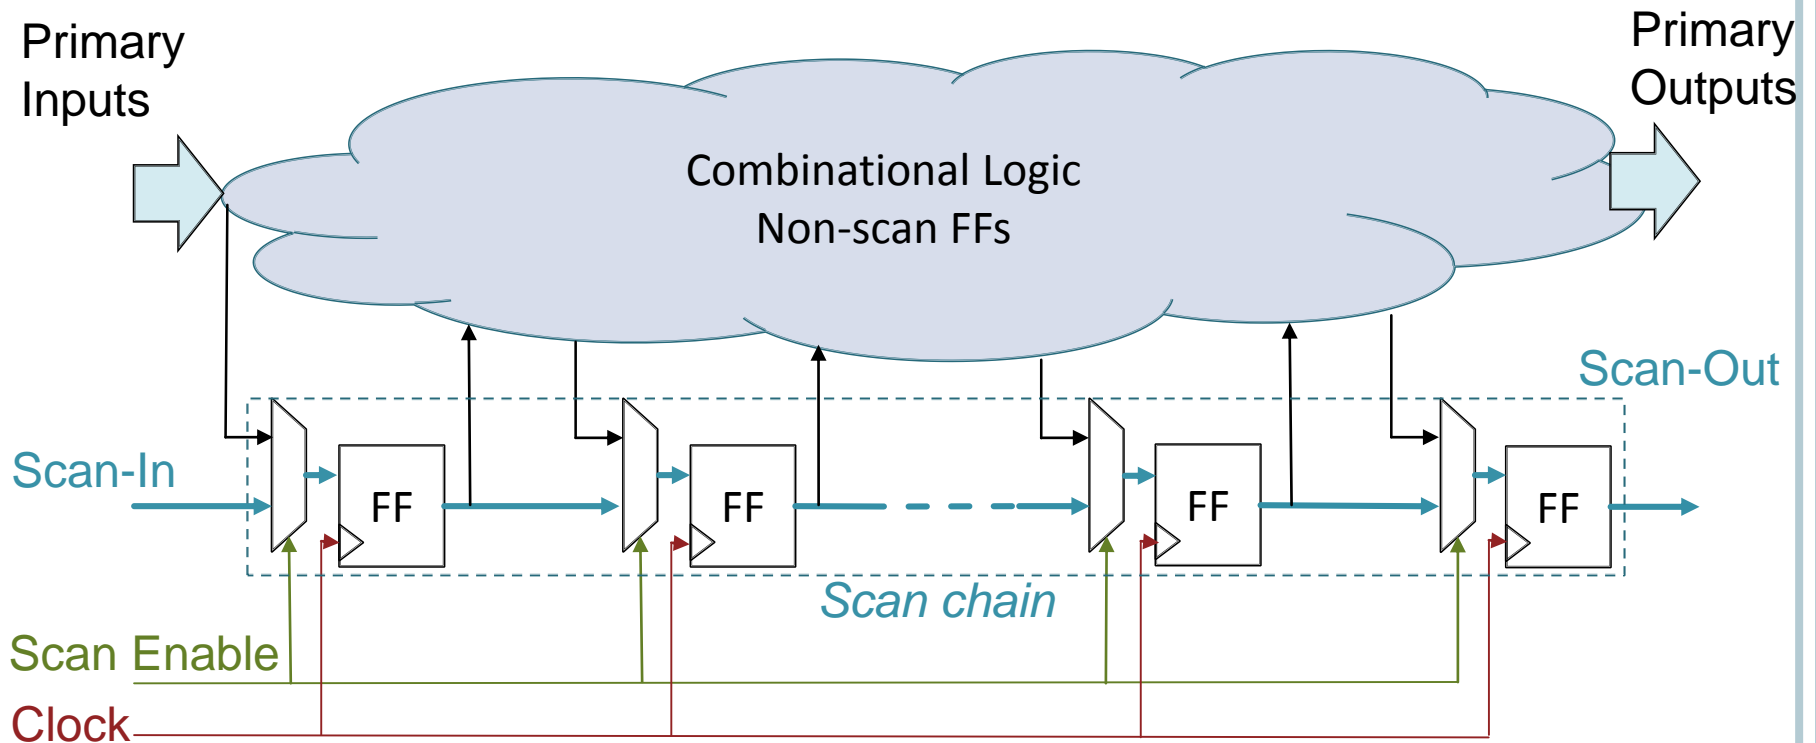 Primary
Inputs
Primary
Outputs
Combinational Logic
Non-scan FFs
Scan-Out
Scan-In
FF
FF
FF
FF
Scan chain
Scan Enable
Clock